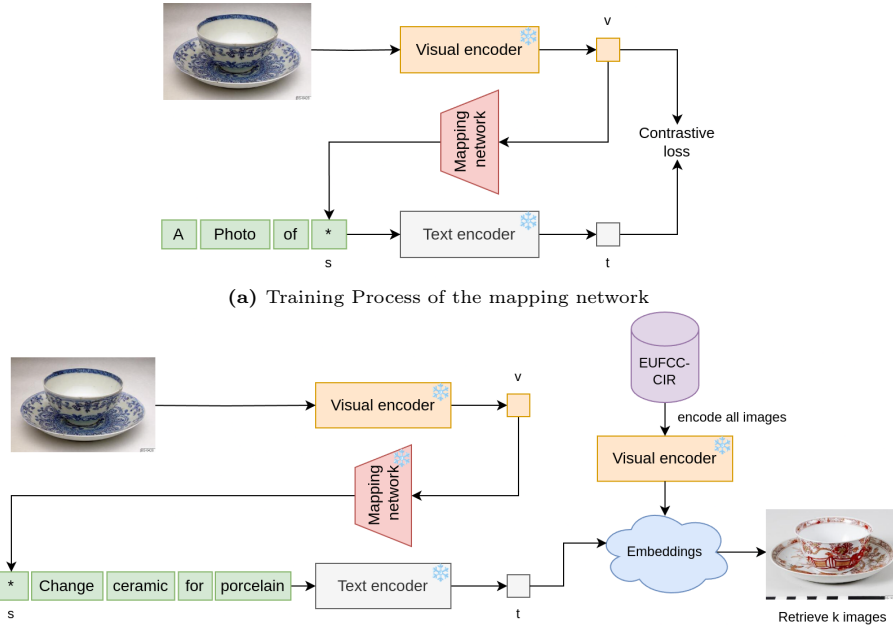 v
Visual encoder
Mapping
network
Contrastive
loss
A Photo of *
Text encoder
s
t
(a) Training Process of the mapping network
EUFCC-
CIR
v
encode all images
Visual encoder
Visual encoder
Mapping
network
Embeddings
* Change ceramic for porcelain
Text encoder
s
t
Retrieve k images